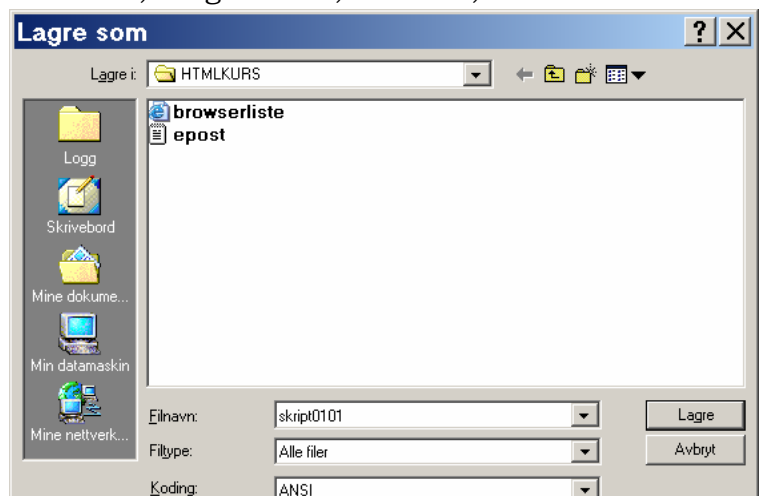 Lagre som
Lagre i: HTMLKURS
browserliste
epost
Logg
Skrivebord
Mine dokume...
Min datamaskin
Mine nettverk...
Filnavn: skript0101 Lagre
Filtype: Alle filer Avbryt
Koding: ANSI